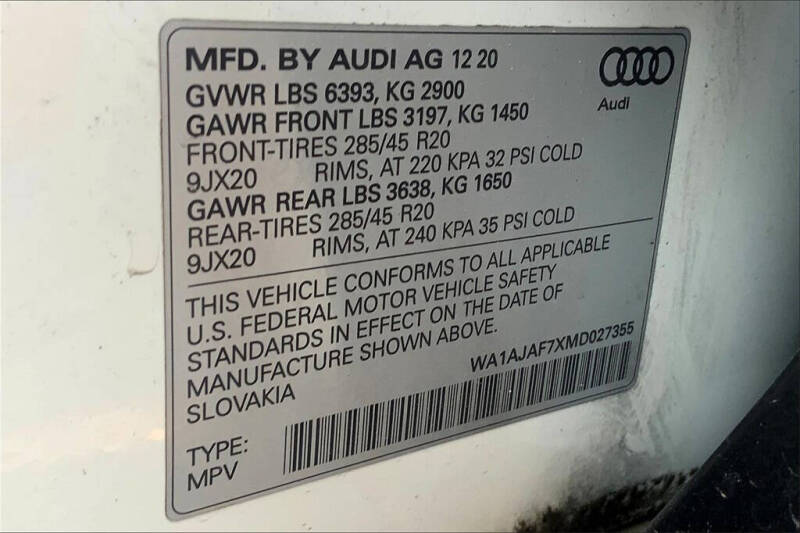 MFD. BY AUDI AG 12 20
Audi
GVWR LBS 6393, KG 2900
GAWR FRONT LBS 3197, KG 1450
FRONT-TIRES 285/45 R20
9JX20 RIMS, AT 220 KPA 32 PSI COLD
GAWR REAR LBS 3638, KG 1650
REAR-TIRES 285/45 R20
9JX20 RIMS, AT 240 KPA 35 PSI COLD
THIS VEHICLE CONFORMS TO ALL APPLICABLE
U.S. FEDERAL MOTOR VEHICLE SAFETY
STANDARDS IN EFFECT ON THE DATE OF
MANUFACTURE SHOWN ABOVE.
SLOVAKIA
WA1AJAF7XMD027355
TYPE:
MPV